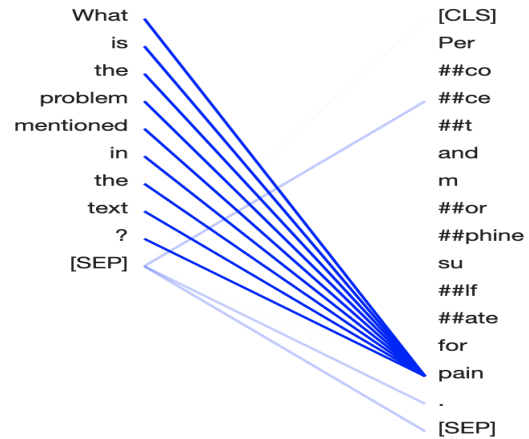 What
is
the
problem
mentioned
in
the
text
?
[SEP]
[CLS]
Per
##co
##ce
##t
and
m
##or
##phine
su
##lf
##ate
for
pain
.
[SEP]